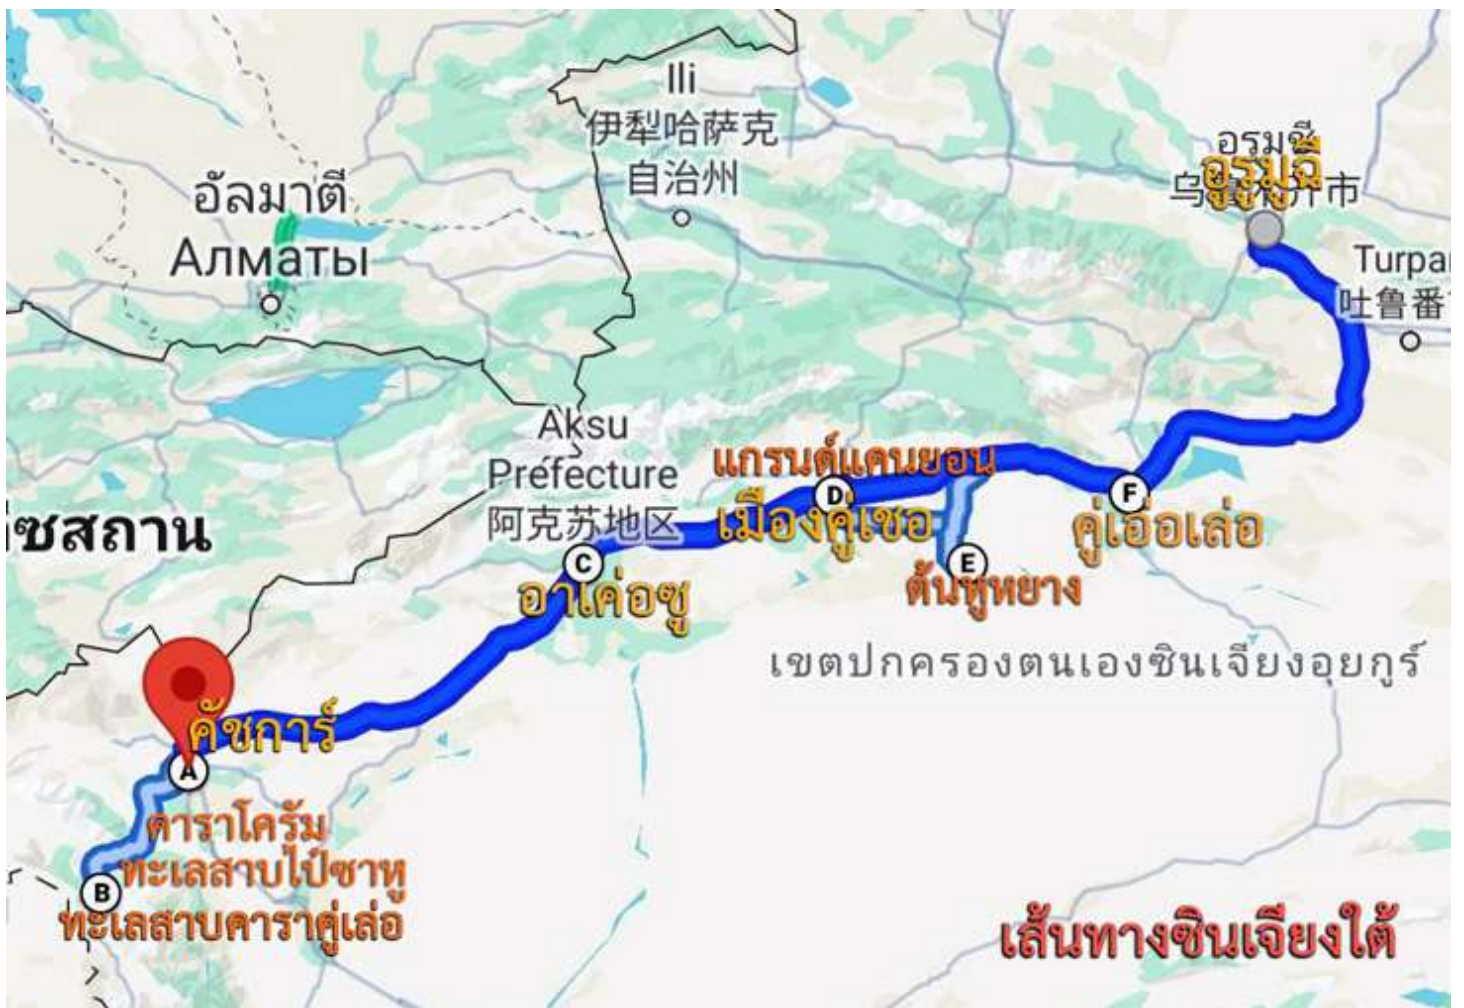 Ili
伊犁哈萨克
自治州
อุรุมชี
อูรูมูฉี
อัลมาตี
Алматы
Turpa
吐鲁番
Aksu
Prefecture
阿克苏地区
แกรนด์แคนยอน
D
เมืองคู่เชอ
F
คู่เอ่อเล่อ
C
อาเค่อซู
E
ต้นหูหยาง
ซสถาน
เขตปกครองตนเองซินเจียงอุยกูร์
คัชการ์
A
คาราโครัม
ทะเลสาบไป๋ซาหู
B
ทะเลสาบคาราคู่เล่อ
เส้นทางซินเจียงใต้